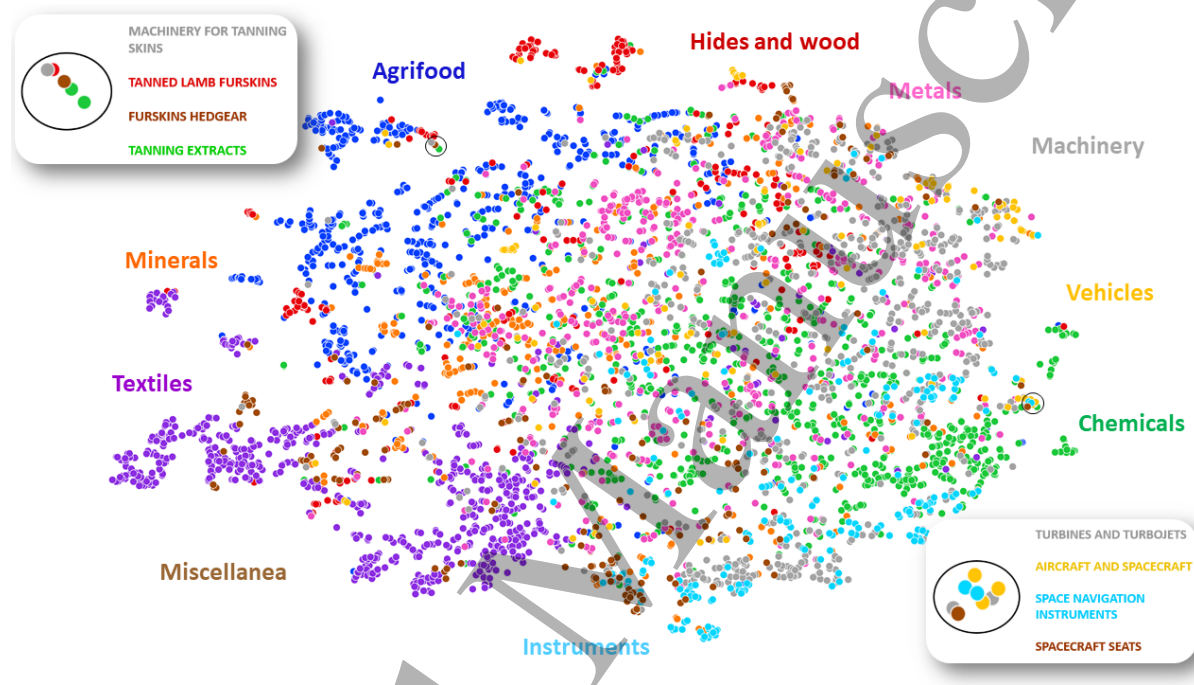 MACHINERY FOR TANNING
SKINS
TANNED LAMB FURSKINS
FURSKINS HEDGEAR
TANNING EXTRACTS
Agrifood
Hides and wood
Metals
Machinery
Minerals
Vehicles
Textiles
Chemicals
Miscellanea
Instruments
TURBINES AND TURBOJETS
AIRCRAFT AND SPACECRAFT
SPACE NAVIGATION
INSTRUMENTS
SPACECRAFT SEATS
Manusc